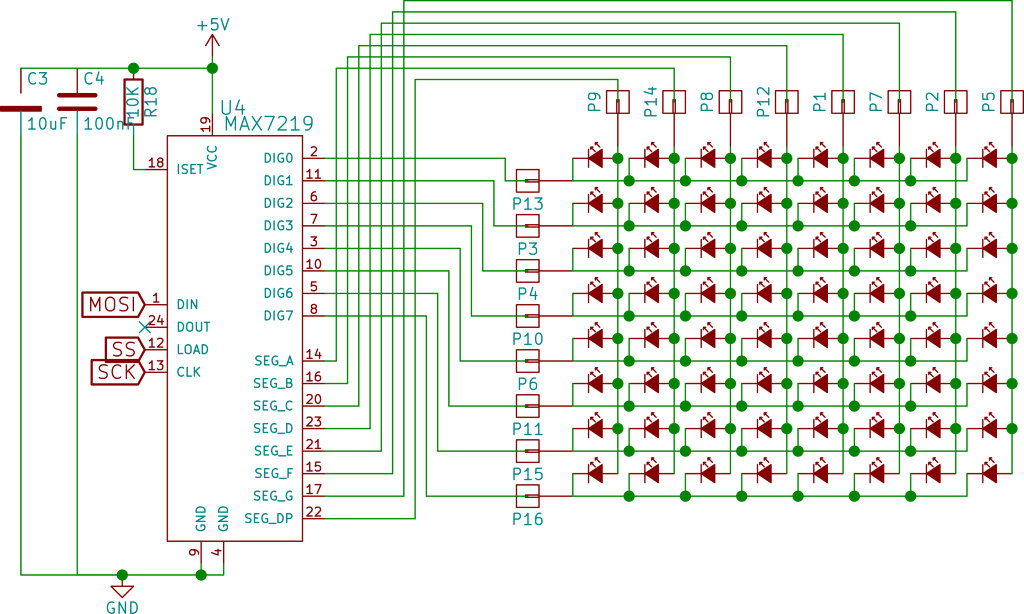 +5V
C3
C4
10K
R18
10uF
100nF
U4
MAX7219
19
VCC
18
ISET
MOSI
1
DIN
24
DOUT
SS
12
LOAD
SCK
13
CLK
DIG0
2
DIG1
11
DIG2
6
DIG3
7
DIG4
3
DIG5
10
DIG6
5
DIG7
8
SEG_A
14
SEG_B
16
SEG_C
20
SEG_D
23
SEG_E
21
SEG_F
15
SEG_G
17
SEG_DP
22
GND
GND
9
4
GND
P9
P14
P8
P12
P1
P7
P2
P5
P13
P3
P4
P10
P6
P11
P15
P16